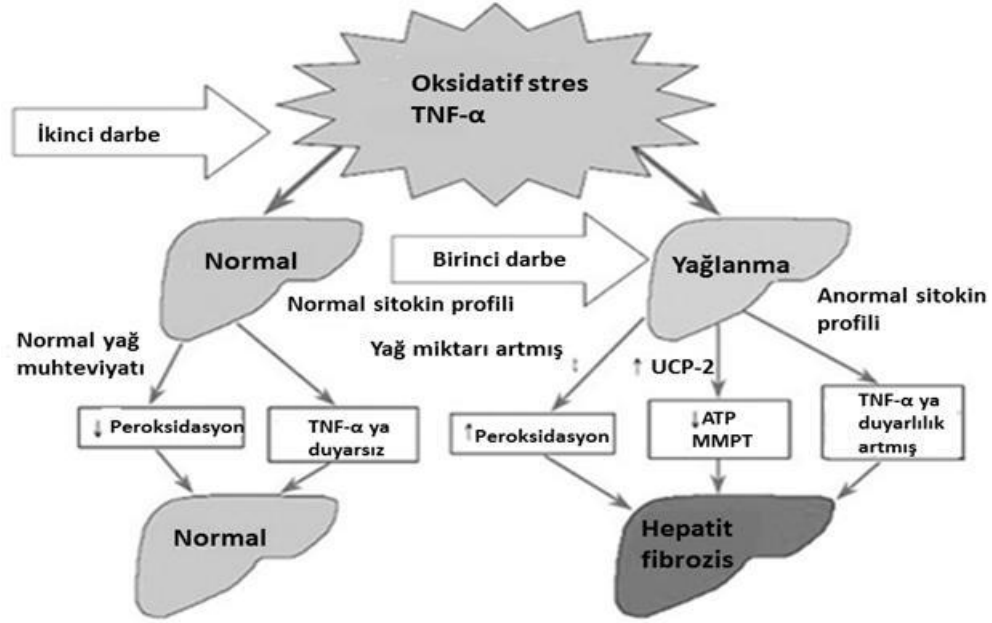 Oksidatif stres
TNF-α
İkinci darbe
Normal
Birinci darbe
Yağlanma
Normal sitokin profili
Anormal sitokin
profili
Normal yağ
muhteviyatı
Yağ miktarı artmış
↑ UCP-2
↓ Peroksidasyon
TNF-α ya
duyarsız
↑Peroksidasyon
↓ATP
MMPT
TNF-α ya
duyarlılık
artmış
Normal
Hepatit
fibrozis